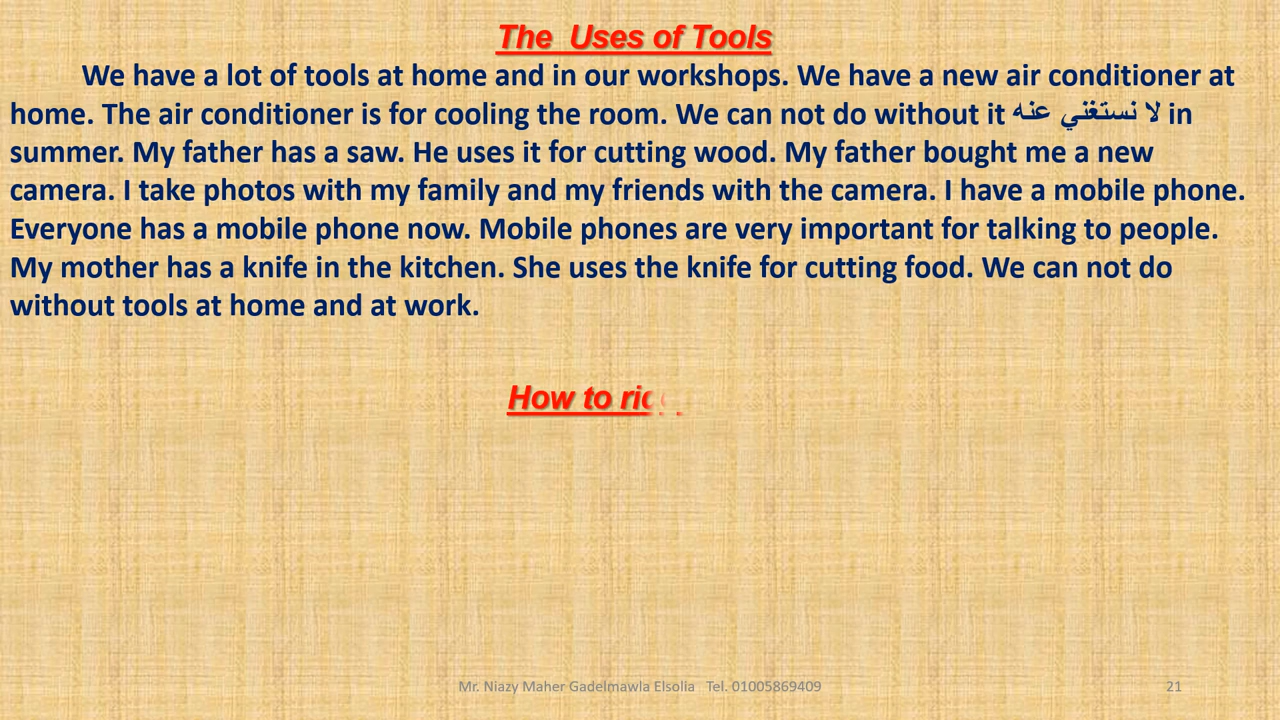 The Uses of Tools
We have a lot of tools at home and in our workshops. We have a new air conditioner at
home. The air conditioner is for cooling the room. We can not do without it لا نستغني عنه in
summer. My father has a saw. He uses it for cutting wood. My father bought me a new
camera. I take photos with my family and my friends with the camera. I have a mobile phone.
Everyone has a mobile phone now. Mobile phones are very important for talking to people.
My mother has a knife in the kitchen. She uses the knife for cutting food. We can not do
without tools at home and at work.
How to
Mr. Niazy Maher Gadelmawla Elsolia Tel. 01005869409
21